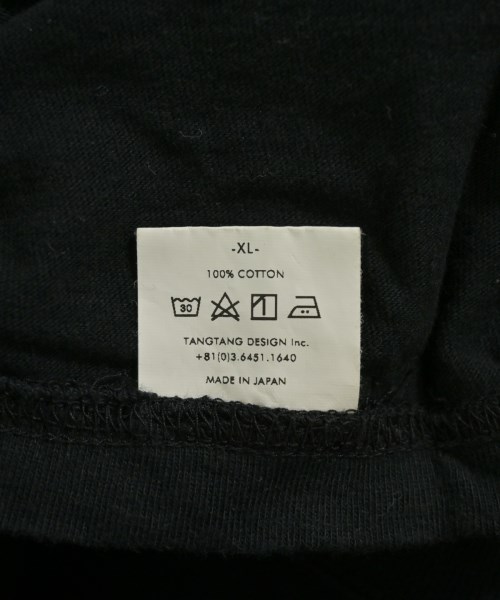 -XL-
100% COTTON
30
TANGTANG DESIGN Inc.
+81(0)3.6451.1640
MADE IN JAPAN